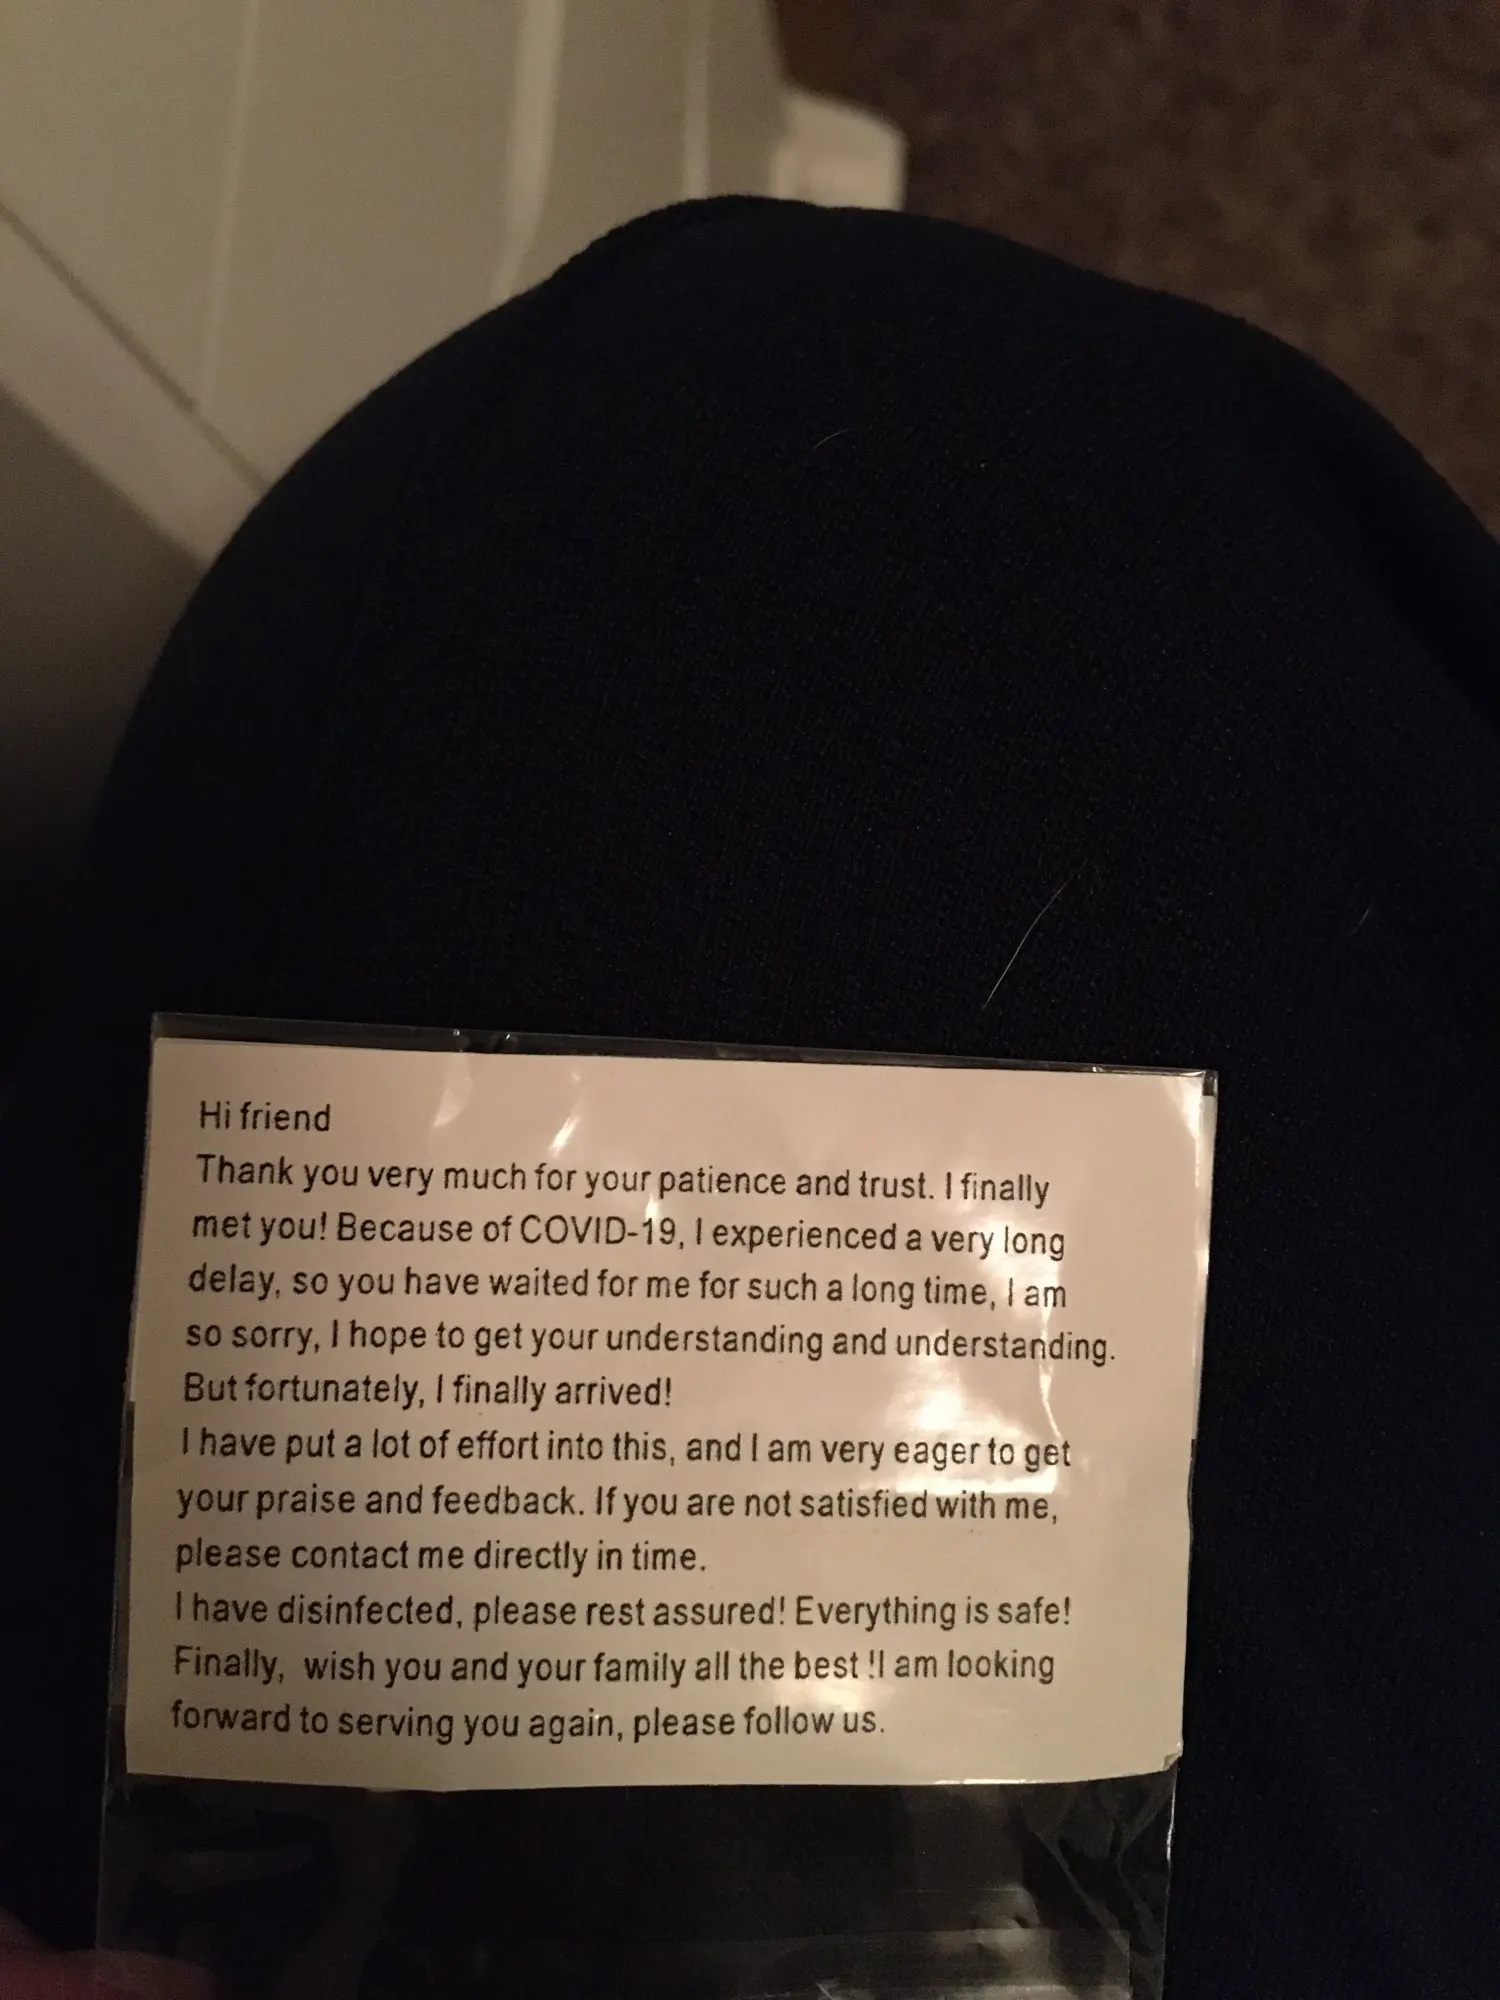 Hi friend
Thank you very much for your patience and trust. I finally
met you! Because of COVID-19, I experienced a very long
delay, so you have waited for me for such a long time, I am
so sorry, I hope to get your understanding and understanding.
But fortunately, I finally arrived!
I have put a lot of effort into this, and I am very eager to get
your praise and feedback. If you are not satisfied with me,
please contact me directly in time.
I have disinfected, please rest assured! Everything is safe!
Finally, wish you and your family all the best !I am looking
forward to serving you again, please follow us.